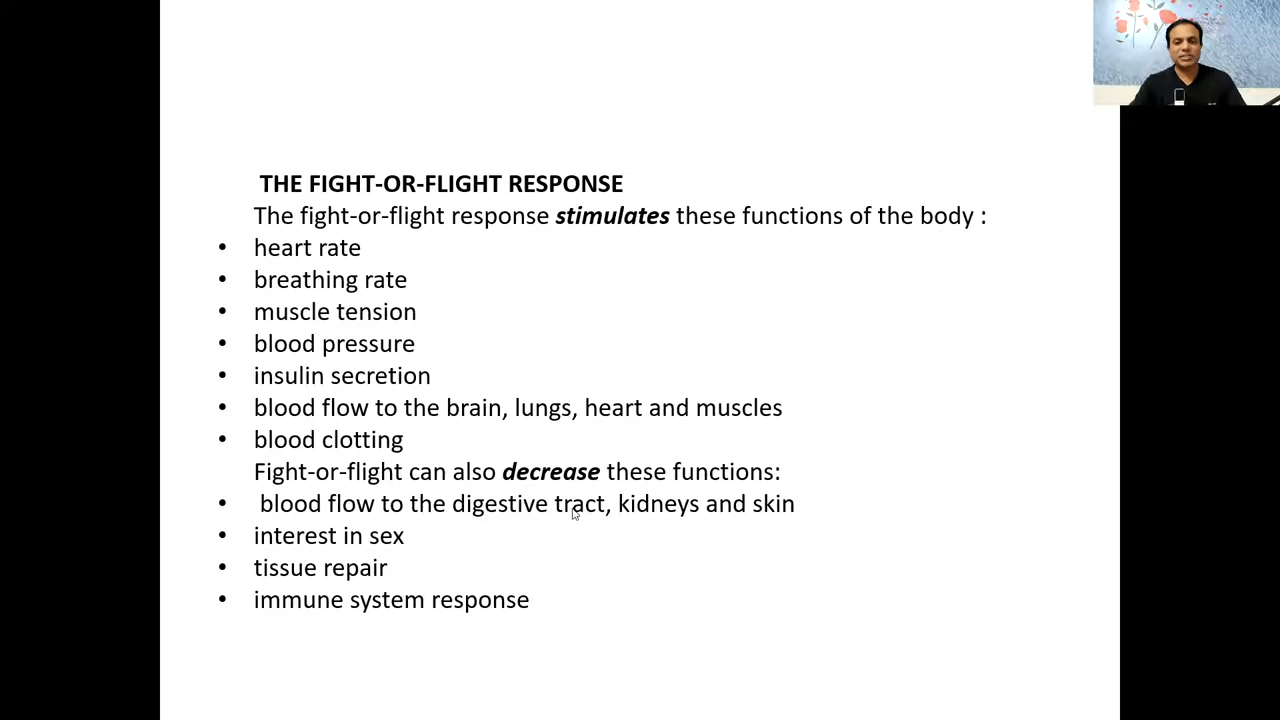 THE FIGHT-OR-FLIGHT RESPONSE
The fight-or-flight response stimulates these functions of the body :
• heart rate
• breathing rate
• muscle tension
• blood pressure
• insulin secretion
• blood flow to the brain, lungs, heart and muscles
• blood clotting
Fight-or-flight can also decrease these functions:
• blood flow to the digestive tract, kidneys and skin
• interest in sex
• tissue repair
• immune system response